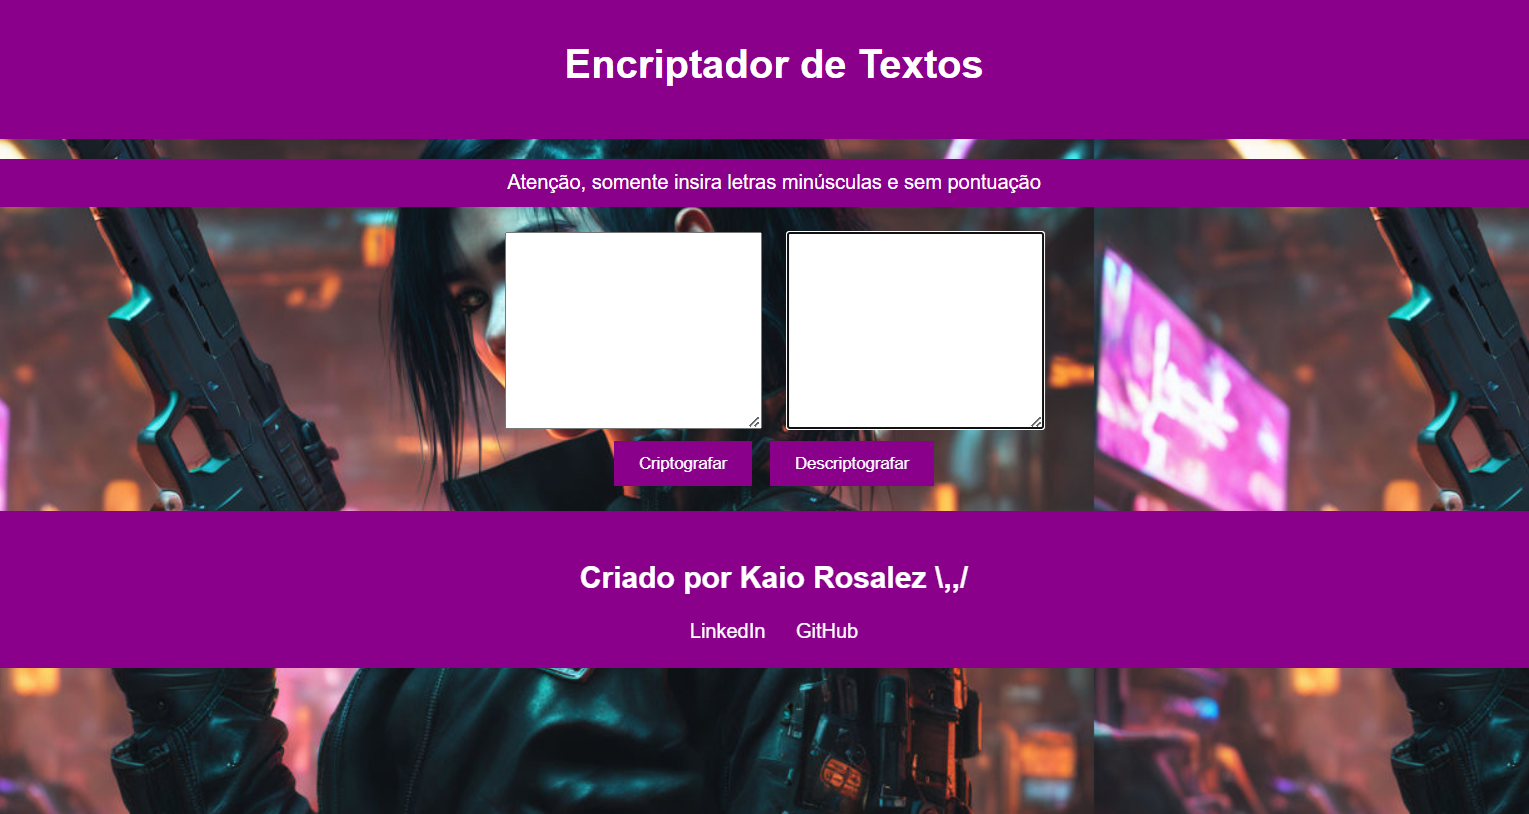 Encriptador de Textos
Atenção, somente insira letras minúsculas e sem pontuação
Criptografar Descriptografar
Criado por Kaio Rosalez \,,/
LinkedIn GitHub